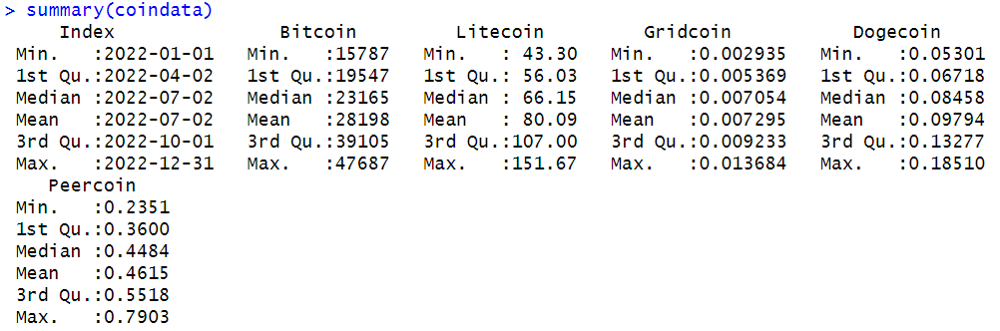 > summary(coindata)
     Index               Bitcoin         Litecoin         Gridcoin           Dogecoin
 Min.   :2022-01-01   Min.   :15787   Min.   : 43.30   Min.   :0.002935   Min.   :0.05301
 1st Qu.:2022-04-02   1st Qu.:19547   1st Qu.: 56.03   1st Qu.:0.005369   1st Qu.:0.06718
 Median :2022-07-02   Median :23165   Median : 66.15   Median :0.007054   Median :0.08458
 Mean   :2022-07-02   Mean   :28198   Mean   : 80.09   Mean   :0.007295   Mean   :0.09794
 3rd Qu.:2022-10-01   3rd Qu.:39105   3rd Qu.:107.00   3rd Qu.:0.009233   3rd Qu.:0.13277
 Max.   :2022-12-31   Max.   :47687   Max.   :151.67   Max.   :0.013684   Max.   :0.18510
    Peercoin
 Min.   :0.2351
 1st Qu.:0.3600
 Median :0.4484
 Mean   :0.4615
 3rd Qu.:0.5518
 Max.   :0.7903